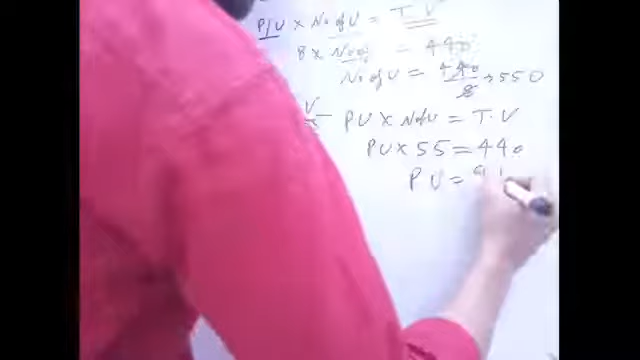 P/U × No of U = T.V
8 × No of = 440
No of U = 440/8 → 550
PU × No of U = T.V
PU × 55 = 440
PU =